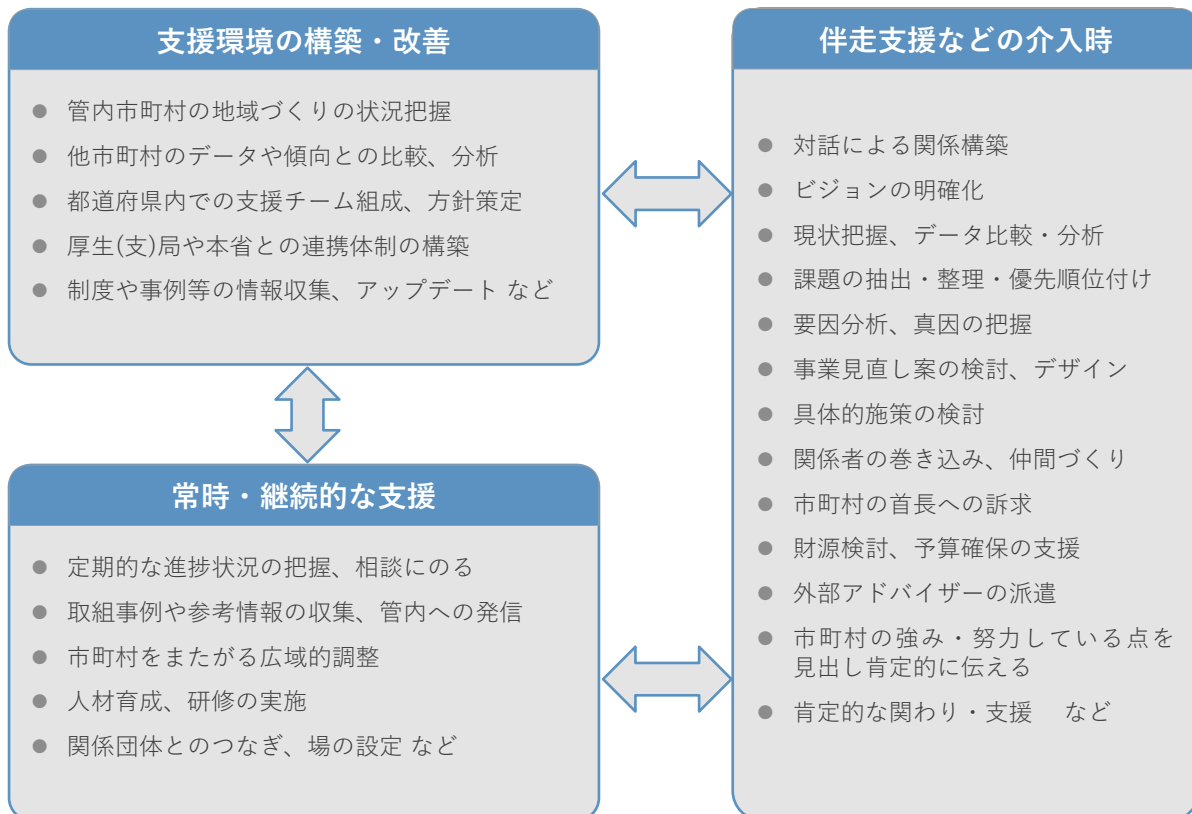 支援環境の構築・改善
● 管内市町村の地域づくりの状況把握
● 他市町村のデータや傾向との比較、分析
● 都道府県内での支援チーム組成、方針策定
● 厚生(支)局や本省との連携体制の構築
● 制度や事例等の情報収集、アップデート など
常時・継続的な支援
● 定期的な進捗状況の把握、相談にのる
● 取組事例や参考情報の収集、管内への発信
● 市町村をまたがる広域的調整
● 人材育成、研修の実施
● 関係団体とのつなぎ、場の設定 など
伴走支援などの介入時
● 対話による関係構築
● ビジョンの明確化
● 現状把握、データ比較・分析
● 課題の抽出・整理・優先順位付け
● 要因分析、真因の把握
● 事業見直し案の検討、デザイン
● 具体的施策の検討
● 関係者の巻き込み、仲間づくり
● 市町村の首長への訴求
● 財源検討、予算確保の支援
● 外部アドバイザーの派遣
● 市町村の強み・努力している点を
見出し肯定的に伝える
● 肯定的な関わり・支援 など